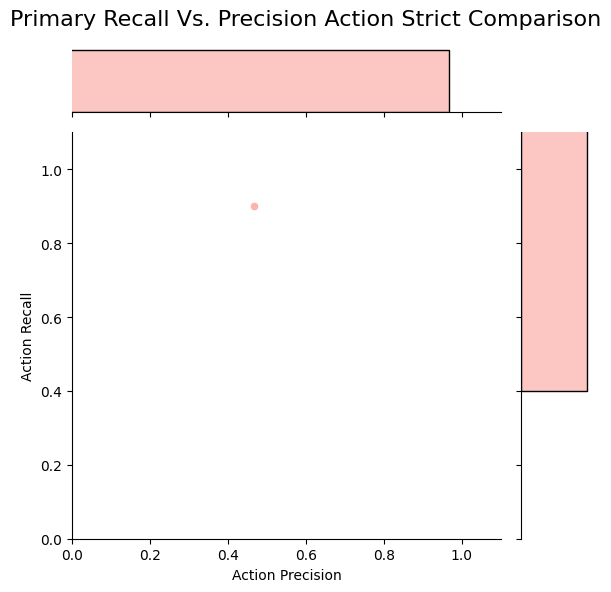 Primary Recall Vs. Precision Action Strict Comparison
1.0
0.8
0.6
0.4
0.2
0.0
Action Recall
0.0 0.2 0.4 0.6 0.8 1.0
Action Precision